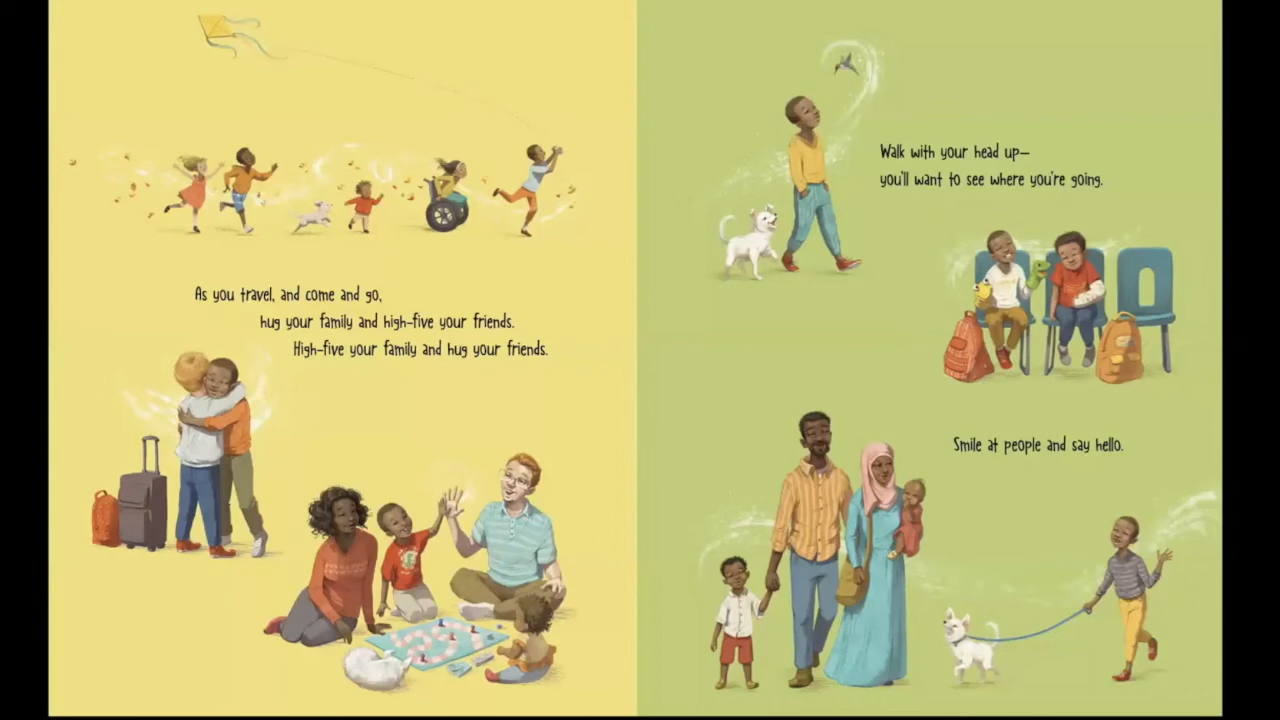 As you travel, and come and go,
hug your family and high-five your friends.
High-five your family and hug your friends.
Walk with your head up—
you'll want to see where you're going.
Smile at people and say hello.